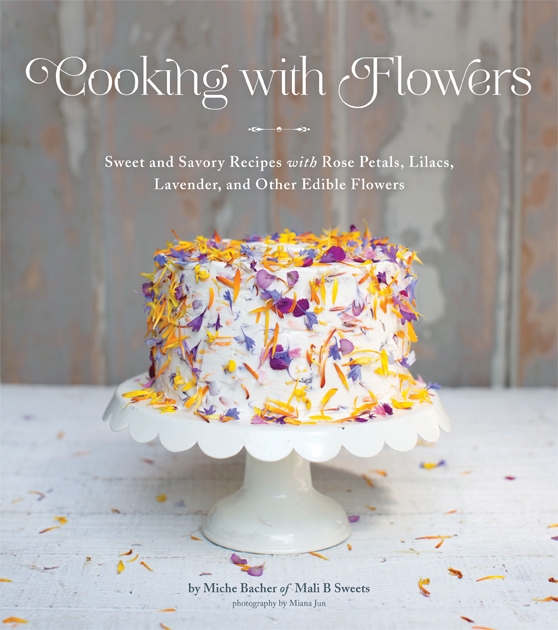 Cooking with Flowers
Sweet and Savory Recipes with Rose Petals, Lilacs,
Lavender, and Other Edible Flowers
by Miche Bacher of Mali B Sweets
photography by Miana Jun